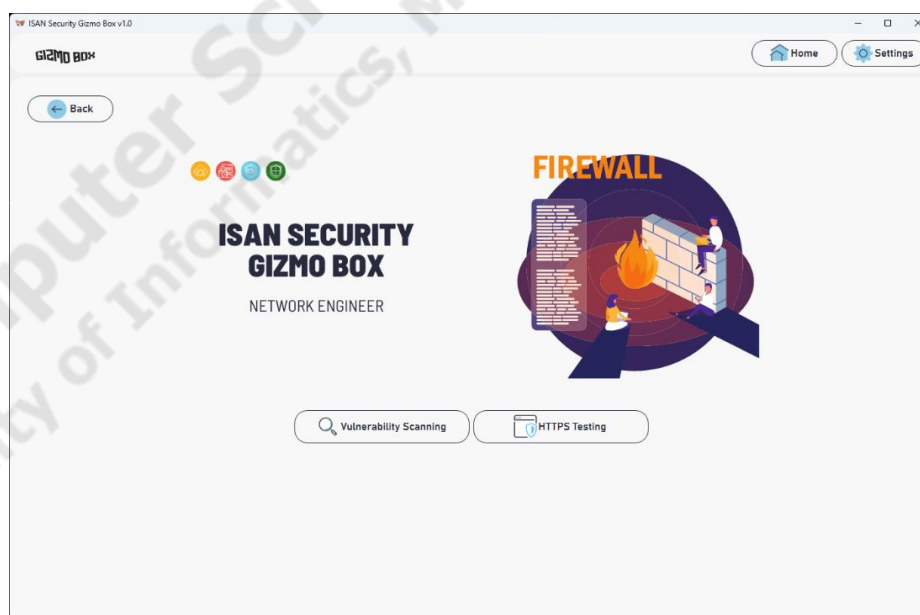 ISAN Security Gizmo Box v1.0
GIZMO BOX
Home
Settings
Back
FIREWALL
ISAN SECURITY
GIZMO BOX
NETWORK ENGINEER
Vulnerability Scanning
HTTPS Testing